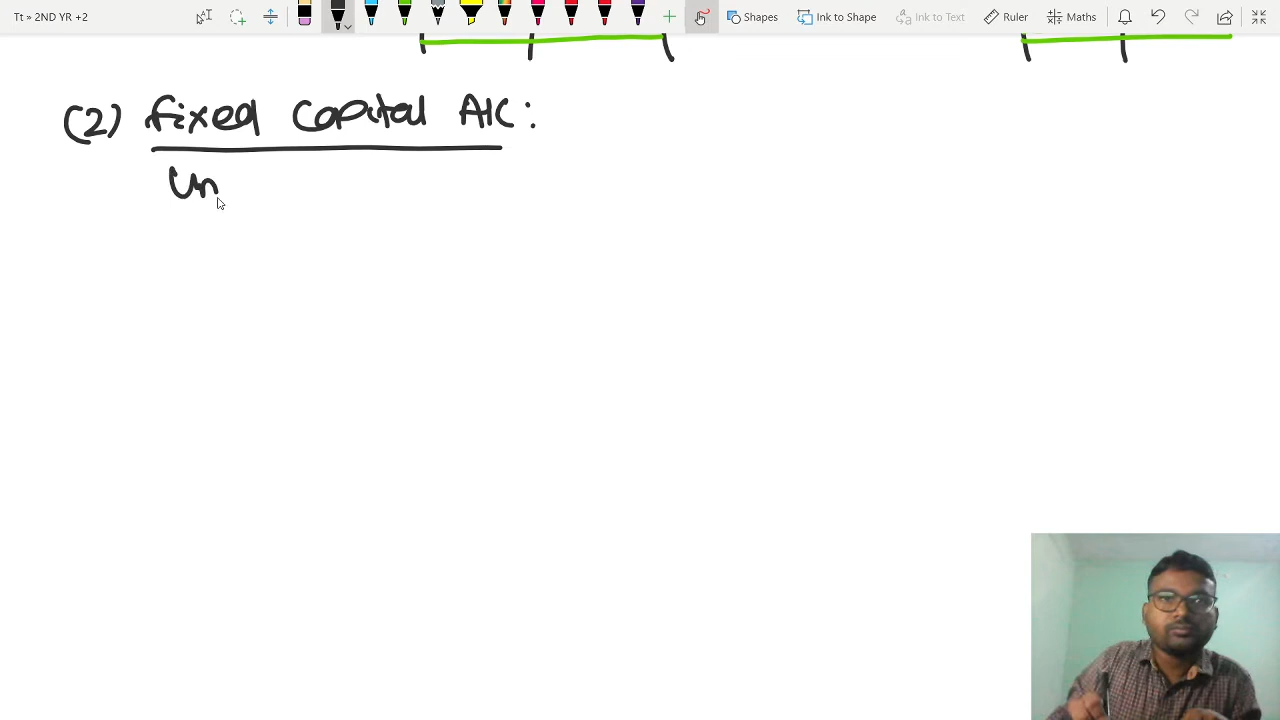 Tt » 2ND YR +2
Shapes
Ink to Shape
Ink to Text
Ruler
Maths
(2) Fixed Capital A/C:
Un